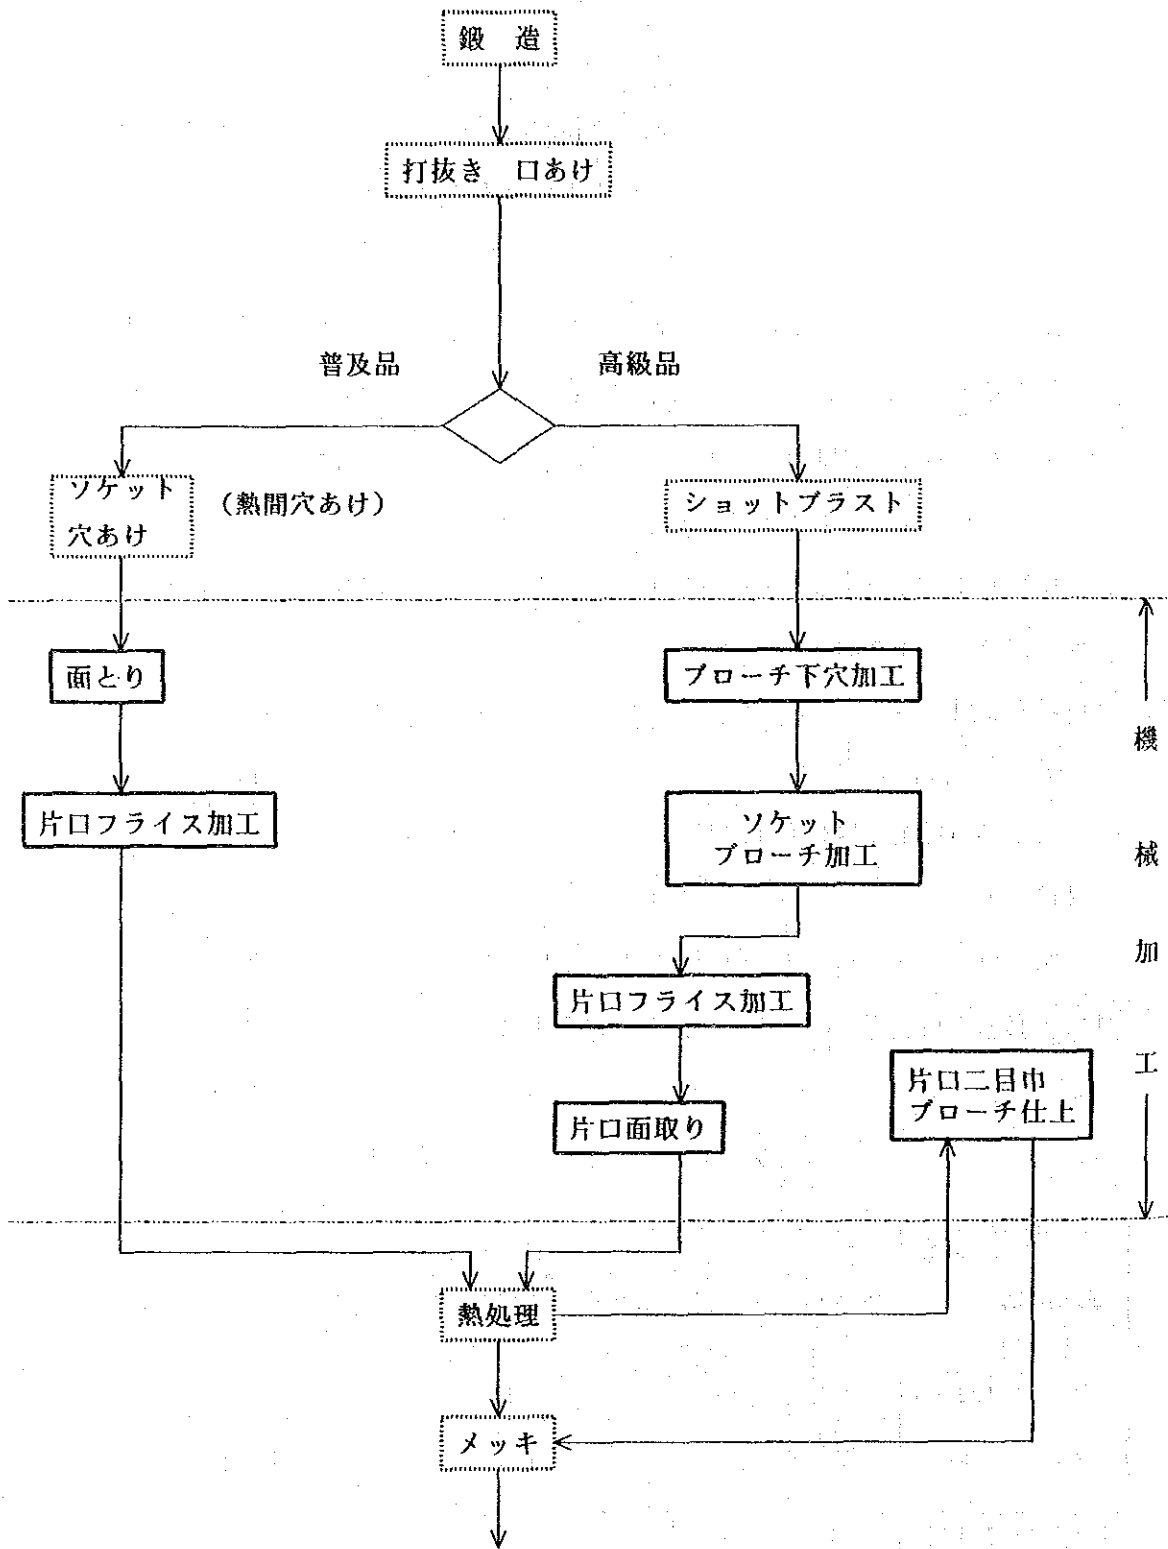 鍛 造
打抜き 口あけ
普及品
高級品
ソケット
穴あけ
(熱間穴あけ)
ショットブラスト
面とり
片口フライス加工
ブローチ下穴加工
ソケット
ブローチ加工
片口フライス加工
片口面取り
片口二目巾
ブローチ仕上
機
械
加
工
熱処理
メッキ